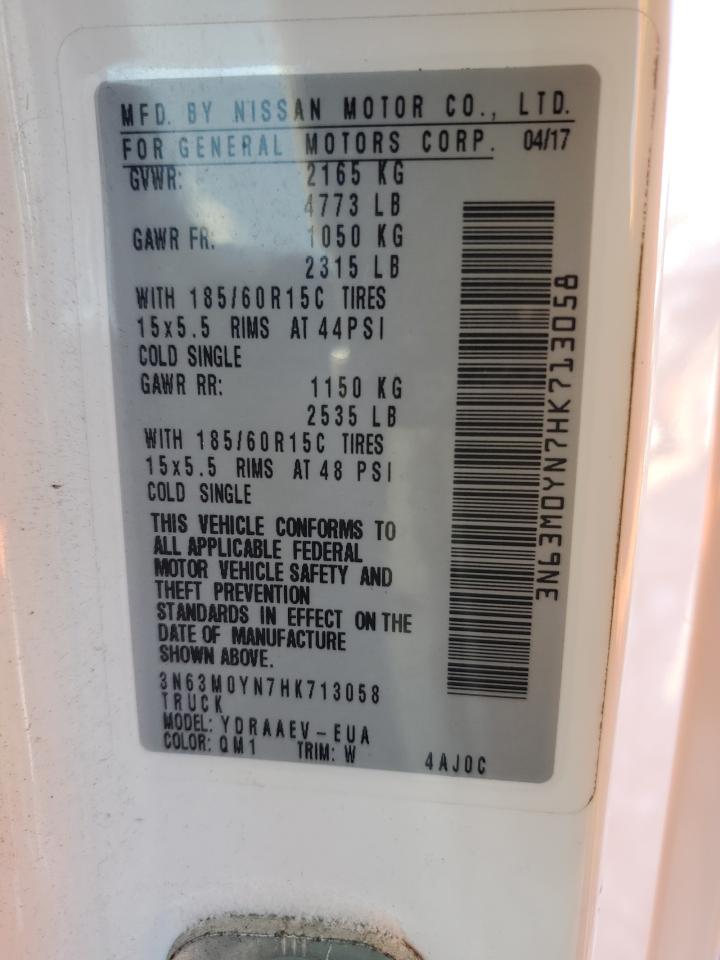 MFD. BY NISSAN MOTOR CO., LTD.
FOR GENERAL MOTORS CORP. 04/17
GVWR: 2165 KG
4773 LB
GAWR FR: 1050 KG
2315 LB
WITH 185/60R15C TIRES
15x5.5 RIMS AT 44PSI
COLD SINGLE
GAWR RR: 1150 KG
2535 LB
WITH 185/60R15C TIRES
15x5.5 RIMS AT 48 PSI
COLD SINGLE
THIS VEHICLE CONFORMS TO
ALL APPLICABLE FEDERAL
MOTOR VEHICLE SAFETY AND
THEFT PREVENTION
STANDARDS IN EFFECT ON THE
DATE OF MANUFACTURE
SHOWN ABOVE.
3N63M0YN7HK713058
TRUCK
MODEL: YDRAAEV-EUA
COLOR: QM1 TRIM: W 4AJ0C
3N63M0YN7HK713058